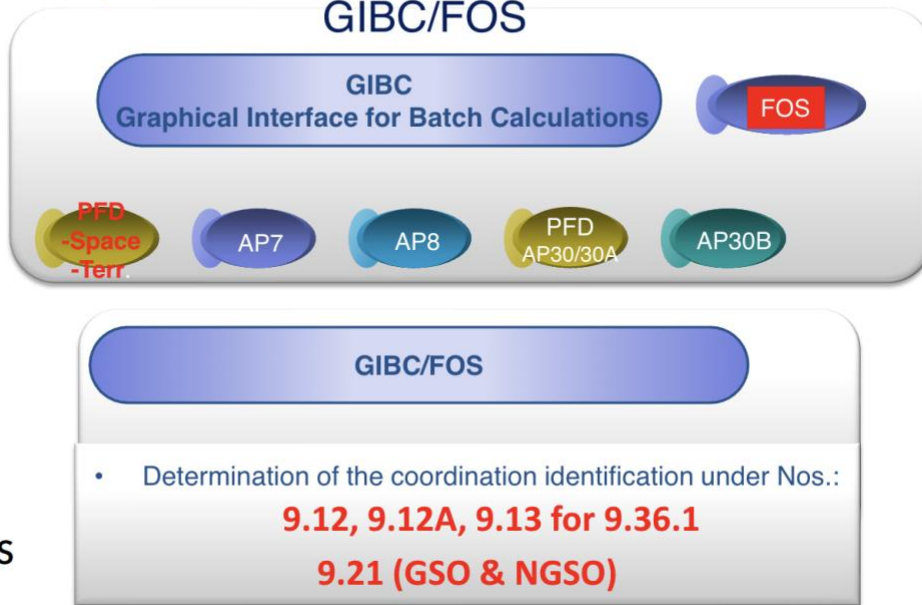 GIBC/FOS
GIBC
Graphical Interface for Batch Calculations
FOS
PFD
-Space
-Terr.
AP7
AP8
PFD
AP30/30A
AP30B
GIBC/FOS
• Determination of the coordination identification under Nos.:
9.12, 9.12A, 9.13 for 9.36.1
9.21 (GSO & NGSO)
s